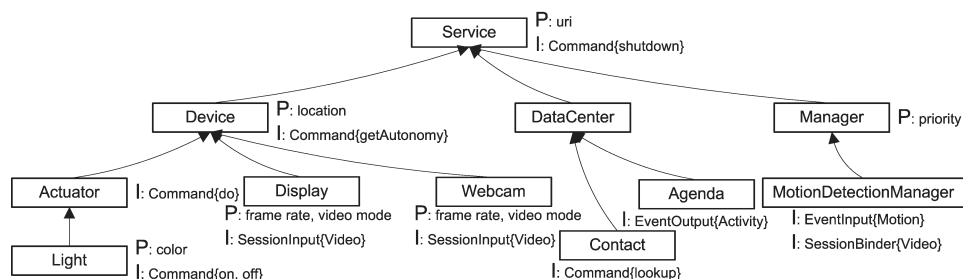 Service
P: uri
I: Command{shutdown}
Device
P: location
I: Command{getAutonomy}
DataCenter
Manager
P: priority
Actuator
I: Command{do}
Display
P: frame rate, video mode
I: SessionInput{Video}
Webcam
P: frame rate, video mode
I: SessionInput{Video}
Agenda
I: EventOutput{Activity}
MotionDetectionManager
I: EventInput{Motion}
I: SessionBinder{Video}
Light
P: color
I: Command{on, off}
Contact
I: Command{lookup}